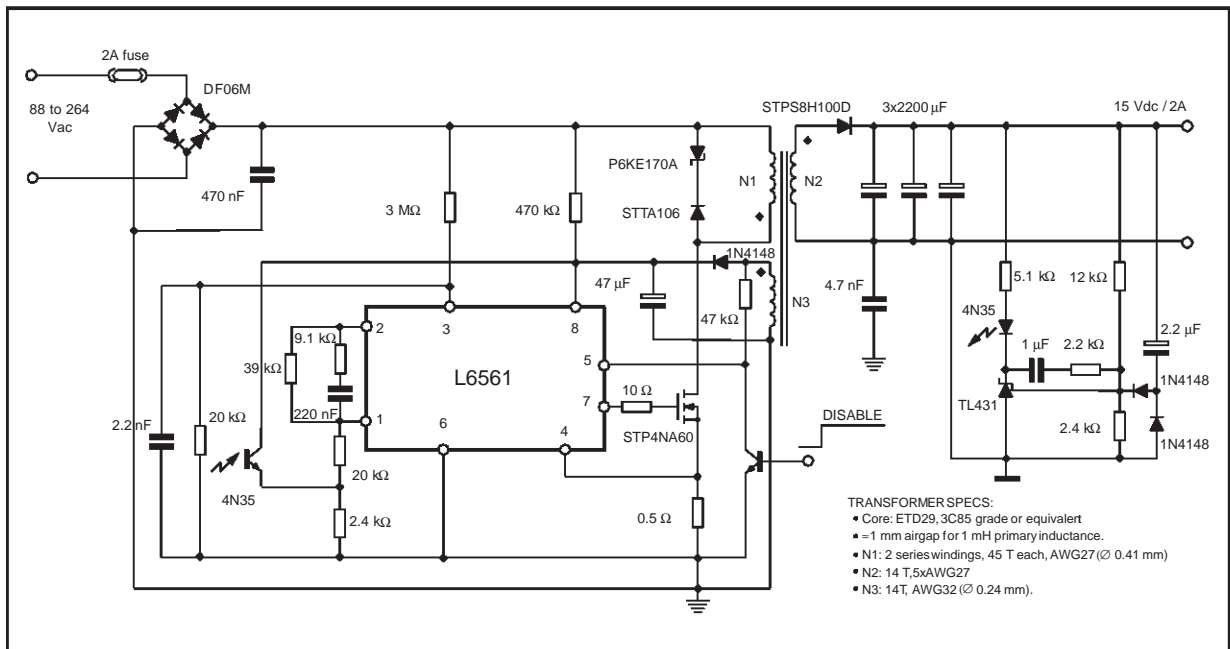 2A fuse
DF06M
88 to 264
Vac
470 nF
3 MΩ
470 kΩ
P6KE170A
STTA106
N1
N2
STPS8H100D
3x2200 µF
15 Vdc / 2A
1N4148
47 µF
47 kΩ
N3
4.7 nF
5.1 kΩ
12 kΩ
4N35
2.2 µF
1 µF
2.2 kΩ
TL431
1N4148
2.4 kΩ
1N4148
2
3
8
9.1 kΩ
39 kΩ
L6561
5
10 Ω
7
220 nF
1
6
4
STP4NA60
DISABLE
2.2 nF
20 kΩ
4N35
20 kΩ
2.4 kΩ
0.5 Ω
TRANSFORMER SPECS:
Core: ETD29, 3C85 grade or equivalent
≈1 mm airgap for 1 mH primary inductance.
N1: 2 series windings, 45 T each, AWG27 (∅ 0.41 mm)
N2: 14 T, 5xAWG27
N3: 14T, AWG32 (∅ 0.24 mm).